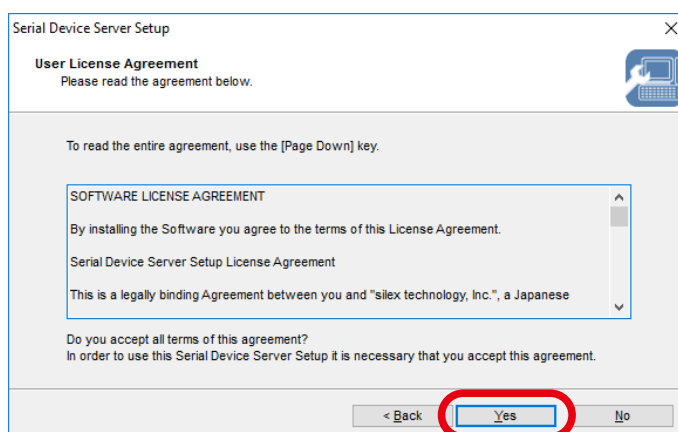 Serial Device Server Setup
User License Agreement
Please read the agreement below.
To read the entire agreement, use the [Page Down] key.
SOFTWARE LICENSE AGREEMENT
By installing the Software you agree to the terms of this License Agreement.
Serial Device Server Setup License Agreement
This is a legally binding Agreement between you and "silex technology, Inc.", a Japanese
Do you accept all terms of this agreement?
In order to use this Serial Device Server Setup it is necessary that you accept this agreement.
< Back Yes No